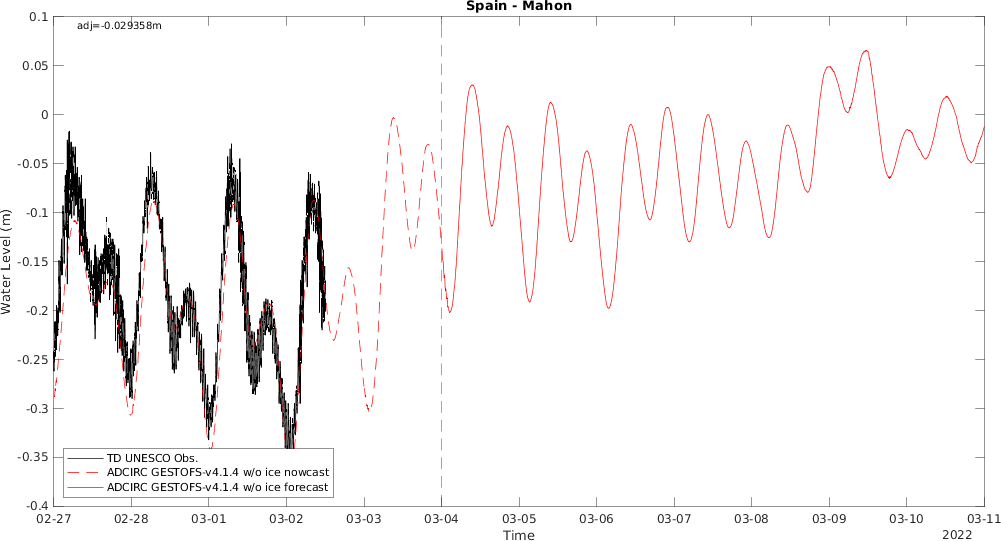 Spain - Mahon
adj=-0.029358m
0.1
0.05
0
-0.05
-0.1
-0.15
-0.2
-0.25
-0.3
-0.35
-0.4
Water Level (m)
TD UNESCO Obs.
ADCIRC GESTOFS-v4.1.4 w/o ice nowcast
ADCIRC GESTOFS-v4.1.4 w/o ice forecast
02-27 02-28 03-01 03-02 03-03 03-04 03-05 03-06 03-07 03-08 03-09 03-10 03-11
Time
2022